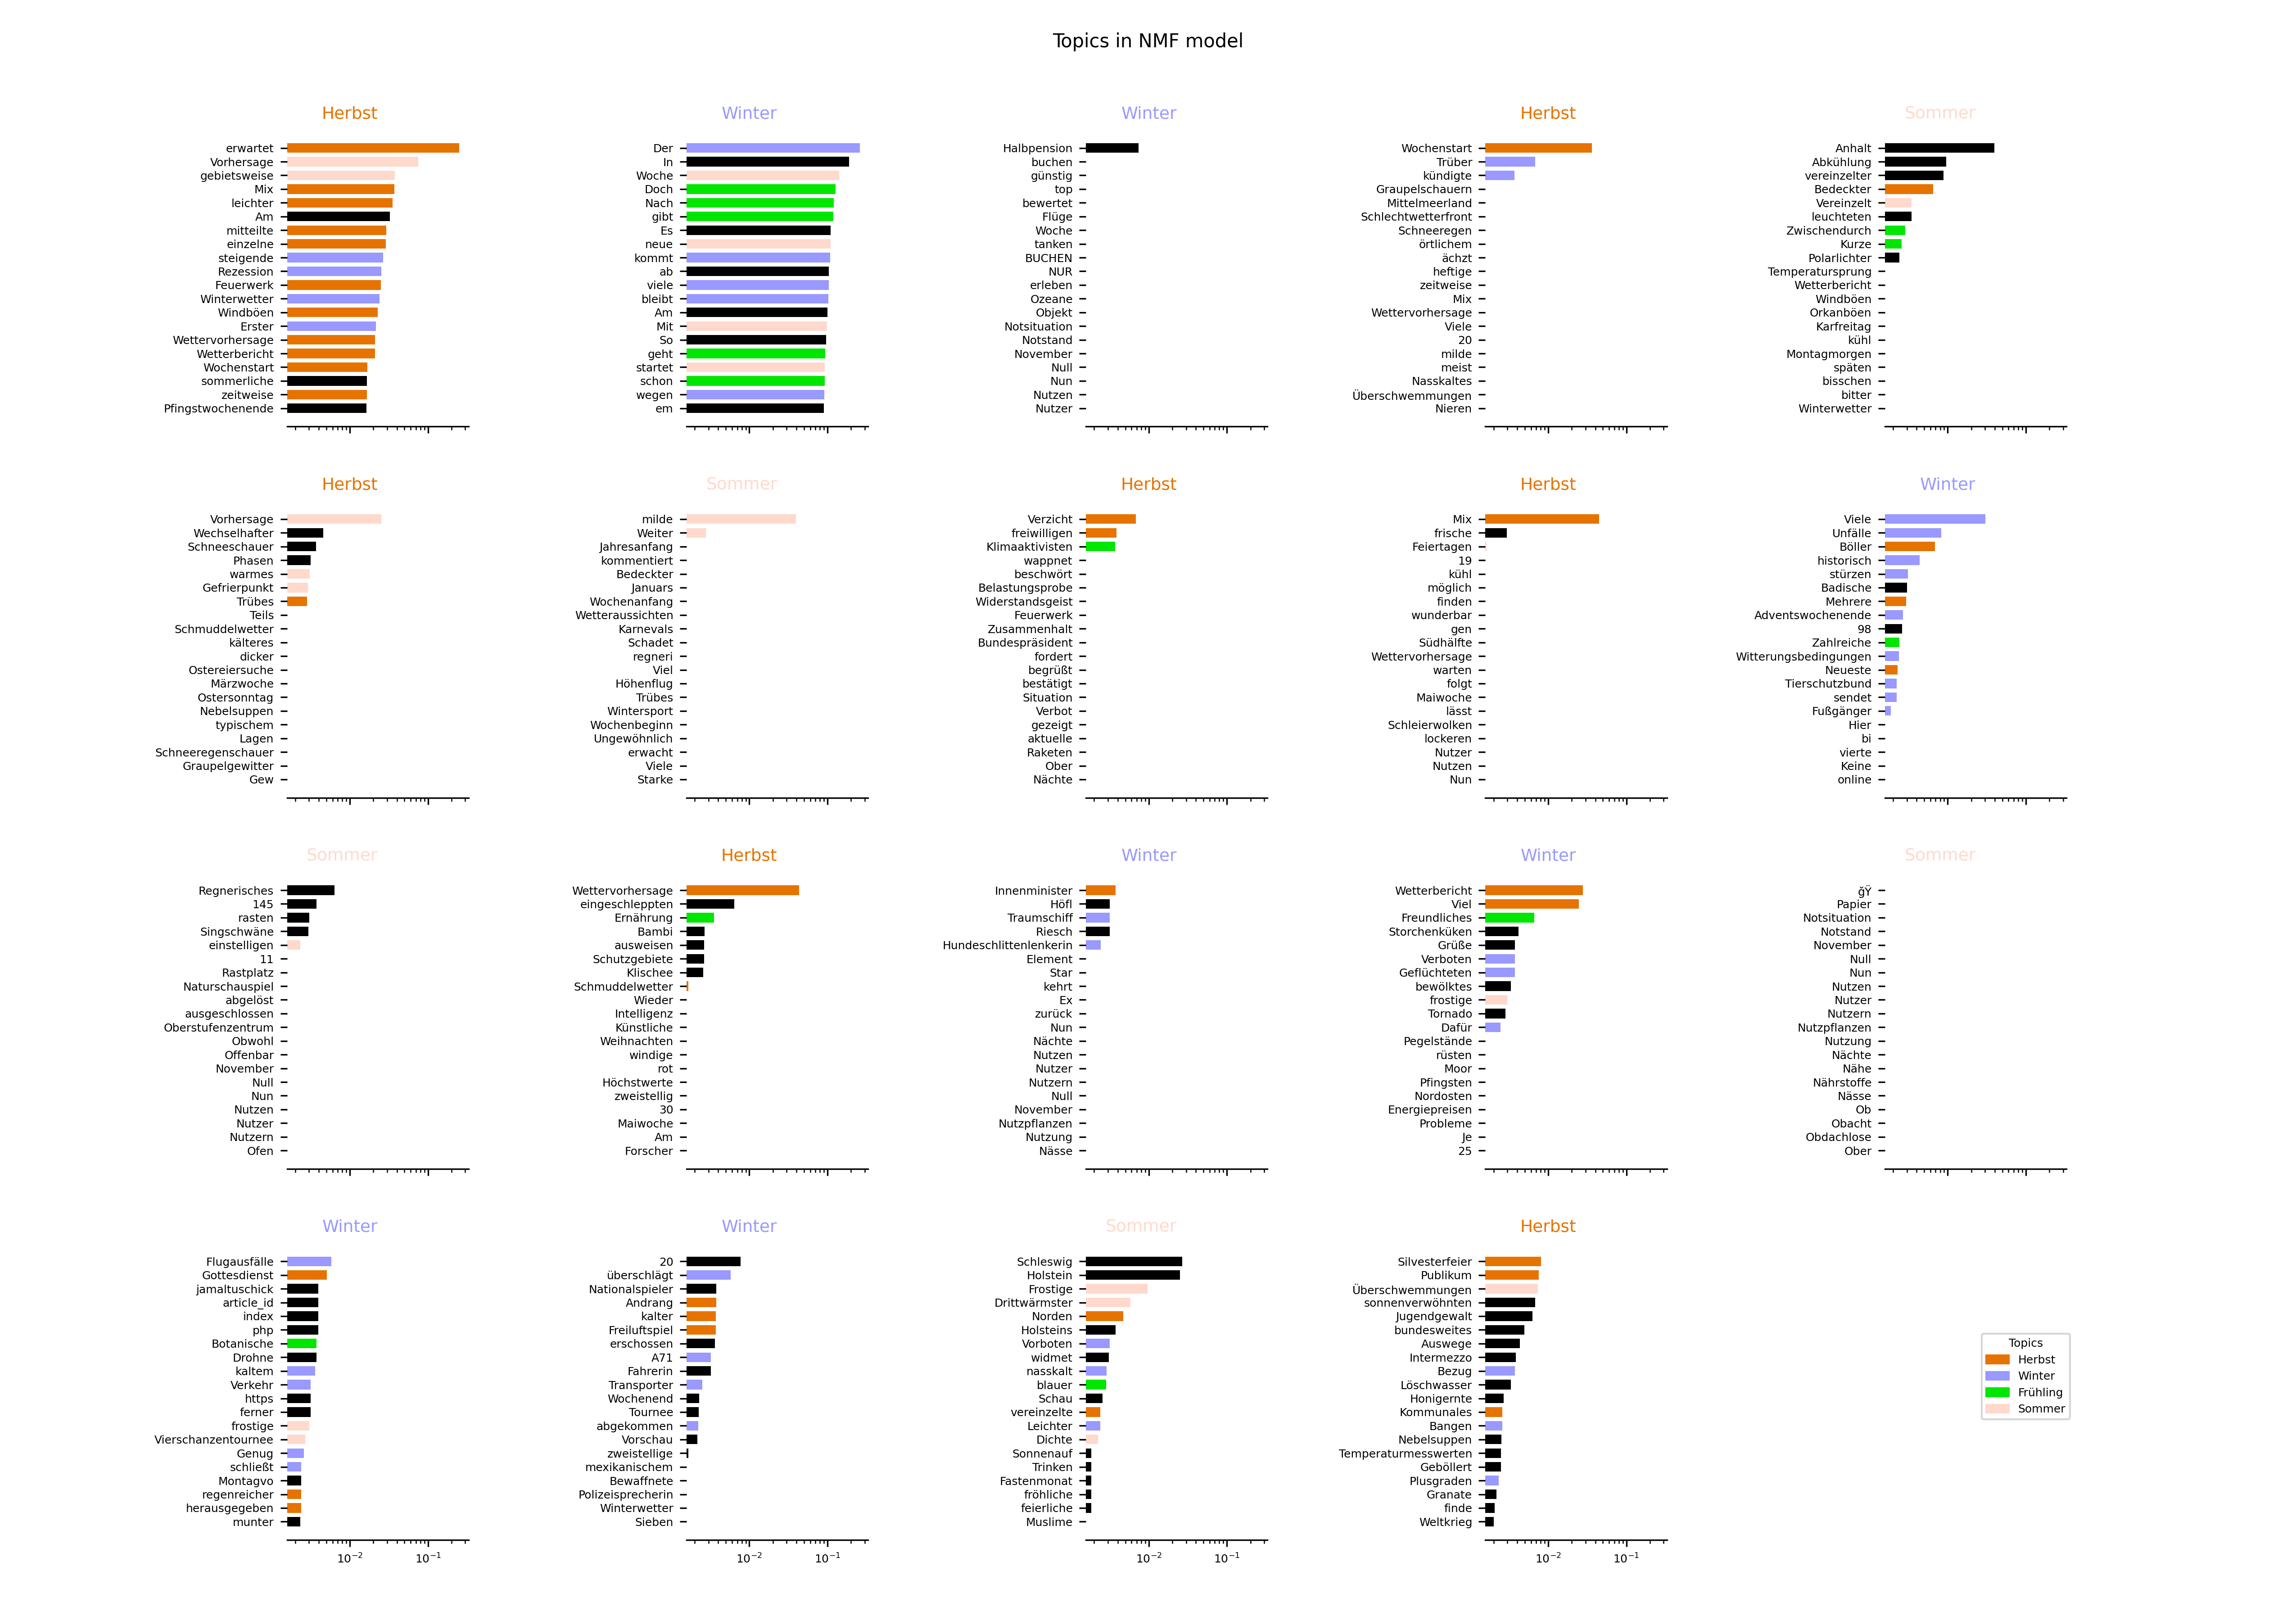 Topics in NMF model
Herbst
erwartet
Vorhersage
gebietsweise
Mix
leichter
Am
mitteilte
einzelne
steigende
Rezession
Feuerwerk
Winterwetter
Windböen
Erster
Wettervorhersage
Wetterbericht
Wochenstart
sommerliche
zeitweise
Pfingstwochenende
Winter
Der
In
Woche
Doch
Nach
gibt
Es
neue
kommt
ab
viele
bleibt
Am
Mit
So
geht
startet
schon
wegen
em
Winter
Halbpension
buchen
günstig
top
bewertet
Flüge
Woche
tanken
BUCHEN
NUR
erleben
Ozeane
Objekt
Notsituation
Notstand
November
Null
Nun
Nutzen
Nutzer
Herbst
Wochenstart
Trüber
kündigte
Graupelschauern
Mittelmeerland
Schlechtwetterfront
Schneeregen
örtlichem
ächzt
heftige
zeitweise
Mix
Wettervorhersage
Viele
20
milde
meist
Nasskaltes
Überschwemmungen
Nieren
Sommer
Anhalt
Abkühlung
vereinzelter
Bedeckter
Vereinzelt
leuchteten
Zwischendurch
Kurze
Polarlichter
Temperatursprung
Wetterbericht
Windböen
Orkanböen
Karfreitag
kühl
Montagmorgen
späten
bisschen
bitter
Winterwetter
Herbst
Vorhersage
Wechselhafter
Schneeschauer
Phasen
warmes
Gefrierpunkt
Trübes
Teils
Schmuddelwetter
kälteres
dicker
Ostereiersuche
Märzwoche
Ostersonntag
Nebelsuppen
typischem
Lagen
Schneeregenschauer
Graupelgewitter
Gew
Sommer
milde
Weiter
Jahresanfang
kommentiert
Bedeckter
Januars
Wochenanfang
Wetteraussichten
Karnevals
Schadet
regneri
Viel
Höhenflug
Trübes
Wintersport
Wochenbeginn
Ungewöhnlich
erwacht
Viele
Starke
Herbst
Verzicht
freiwilligen
Klimaaktivisten
wappnet
beschwört
Belastungsprobe
Widerstandsgeist
Feuerwerk
Zusammenhalt
Bundespräsident
fordert
begrüßt
bestätigt
Situation
Verbot
gezeigt
aktuelle
Raketen
Ober
Nächte
Herbst
Mix
frische
Feiertagen
19
kühl
möglich
finden
wunderbar
gen
Südhälfte
Wettervorhersage
warten
folgt
Maiwoche
lässt
Schleierwolken
lockeren
Nutzer
Nutzen
Nun
Winter
Viele
Unfälle
Böller
historisch
stürzen
Badische
Mehrere
Adventswochenende
98
Zahlreiche
Witterungsbedingungen
Neueste
Tierschutzbund
sendet
Fußgänger
Hier
bi
vierte
Keine
online
Sommer
Regnerisches
145
rasten
Singschwäne
einstelligen
11
Rastplatz
Naturschauspiel
abgelöst
ausgeschlossen
Oberstufenzentrum
Obwohl
Offenbar
November
Null
Nun
Nutzen
Nutzer
Nutzern
Ofen
Herbst
Wettervorhersage
eingeschleppten
Ernährung
Bambi
ausweisen
Schutzgebiete
Klischee
Schmuddelwetter
Wieder
Intelligenz
Künstliche
Weihnachten
windige
rot
Höchstwerte
zweistellig
30
Maiwoche
Am
Forscher
Winter
Innenminister
Höfl
Traumschiff
Riesch
Hundeschlittenlenkerin
Element
Star
kehrt
Ex
zurück
Nun
Nächte
Nutzen
Nutzer
Nutzern
Null
November
Nutzpflanzen
Nutzung
Nässe
Winter
Wetterbericht
Viel
Freundliches
Storchenküken
Grüße
Verboten
Geflüchteten
bewölktes
frostige
Tornado
Dafür
Pegelstände
rüsten
Moor
Pfingsten
Nordosten
Energiepreisen
Probleme
Je
25
Sommer
ğŸ
Papier
Notsituation
Notstand
November
Null
Nun
Nutzen
Nutzer
Nutzern
Nutzpflanzen
Nutzung
Nächte
Nähe
Nährstoffe
Nässe
Ob
Obacht
Obdachlose
Ober
Winter
Flugausfälle
Gottesdienst
jamaltuschick
article_id
index
php
Botanische
Drohne
kaltem
Verkehr
https
ferner
frostige
Vierschanzentournee
Genug
schließt
Montagvo
regenreicher
herausgegeben
munter
10⁻² 10⁻¹
Winter
20
überschlägt
Nationalspieler
Andrang
kalter
Freiluftspiel
erschossen
A71
Fahrerin
Transporter
Wochenend
Tournee
abgekommen
Vorschau
zweistellige
mexikanischem
Bewaffnete
Polizeisprecherin
Winterwetter
Sieben
10⁻² 10⁻¹
Sommer
Schleswig
Holstein
Frostige
Drittwärmster
Norden
Holsteins
Vorboten
widmet
nasskalt
blauer
Schau
vereinzelte
Leichter
Dichte
Sonnenauf
Trinken
Fastenmonat
fröhliche
feierliche
Muslime
10⁻² 10⁻¹
Herbst
Silvesterfeier
Publikum
Überschwemmungen
sonnenverwöhnten
Jugendgewalt
bundesweites
Auswege
Intermezzo
Bezug
Löschwasser
Honigernte
Kommunales
Bangen
Nebelsuppen
Temperaturmesswerten
Geböllert
Plusgraden
Granate
finde
Weltkrieg
10⁻² 10⁻¹
Topics
Herbst
Winter
Frühling
Sommer